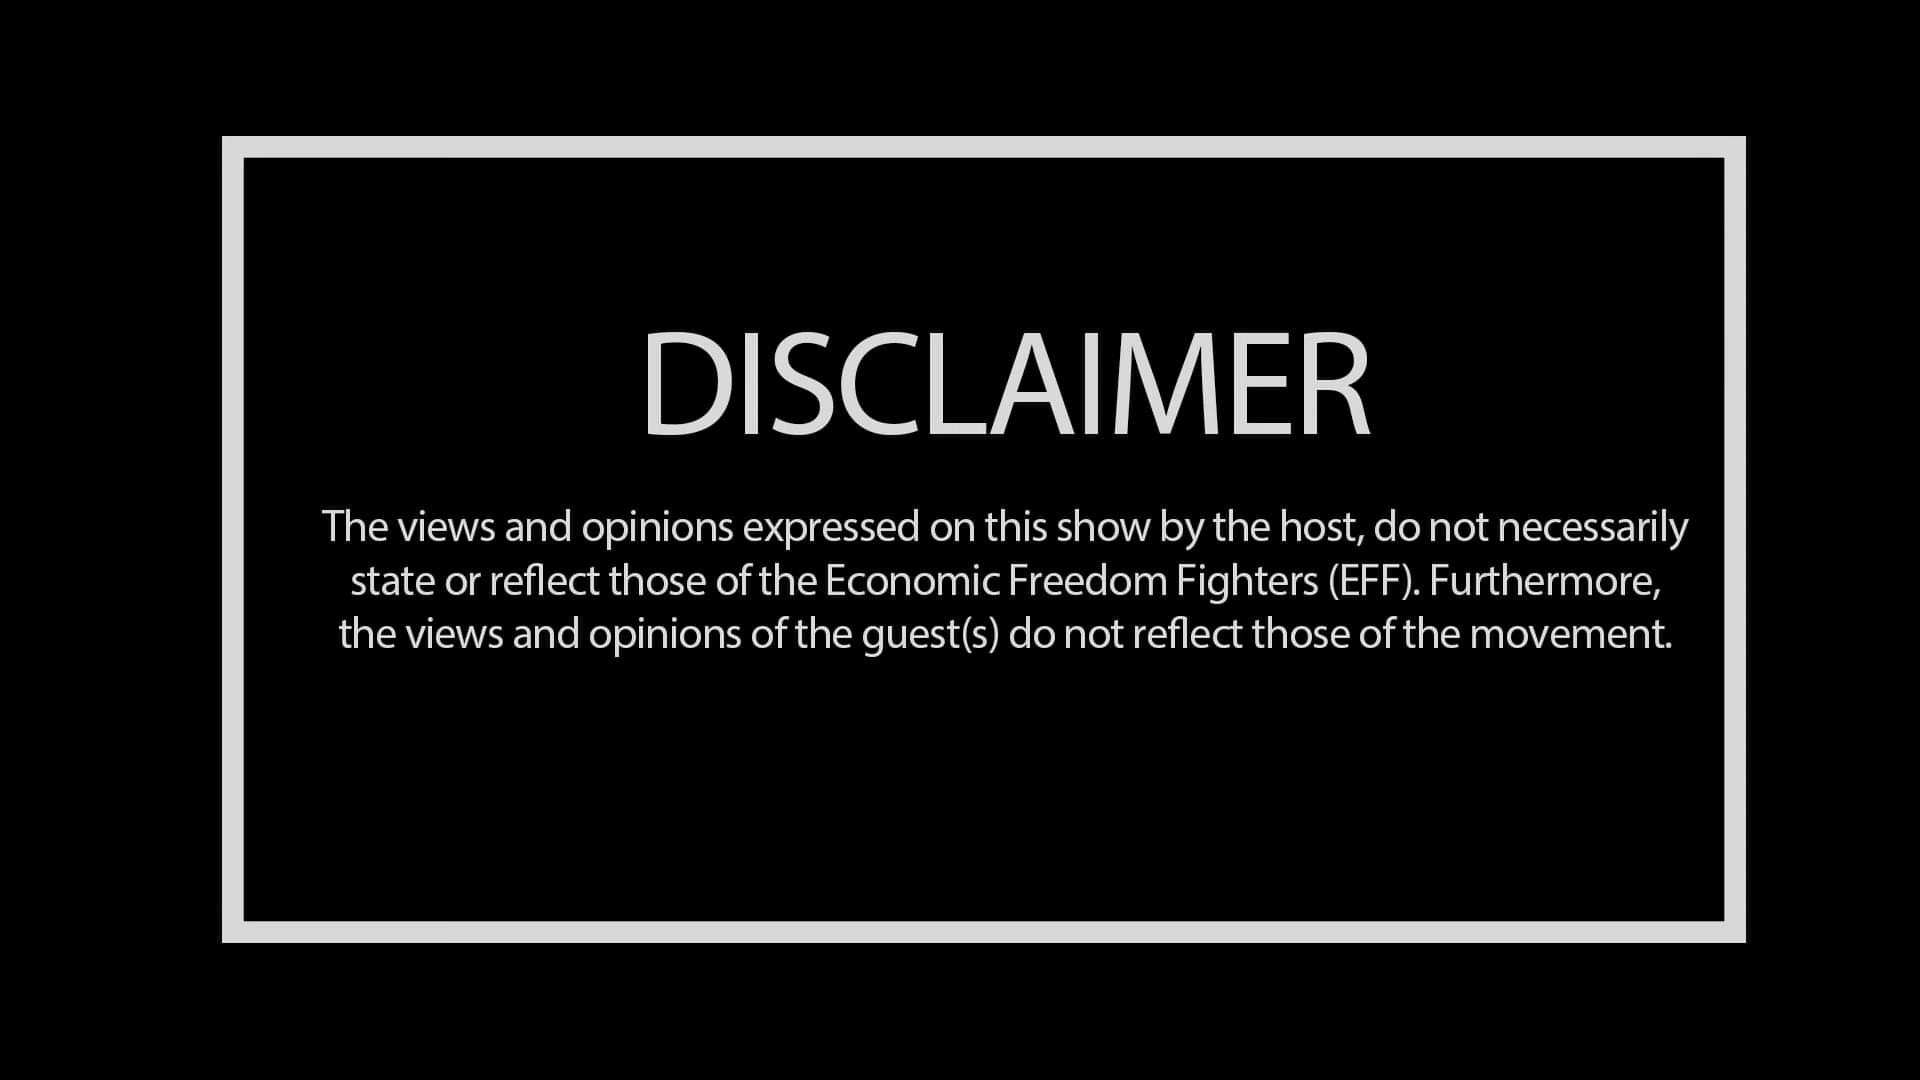 DISCLAIMER
The views and opinions expressed on this show by the host, do not necessarily
state or reflect those of the Economic Freedom Fighters (EFF). Furthermore,
the views and opinions of the guest(s) do not reflect those of the movement.